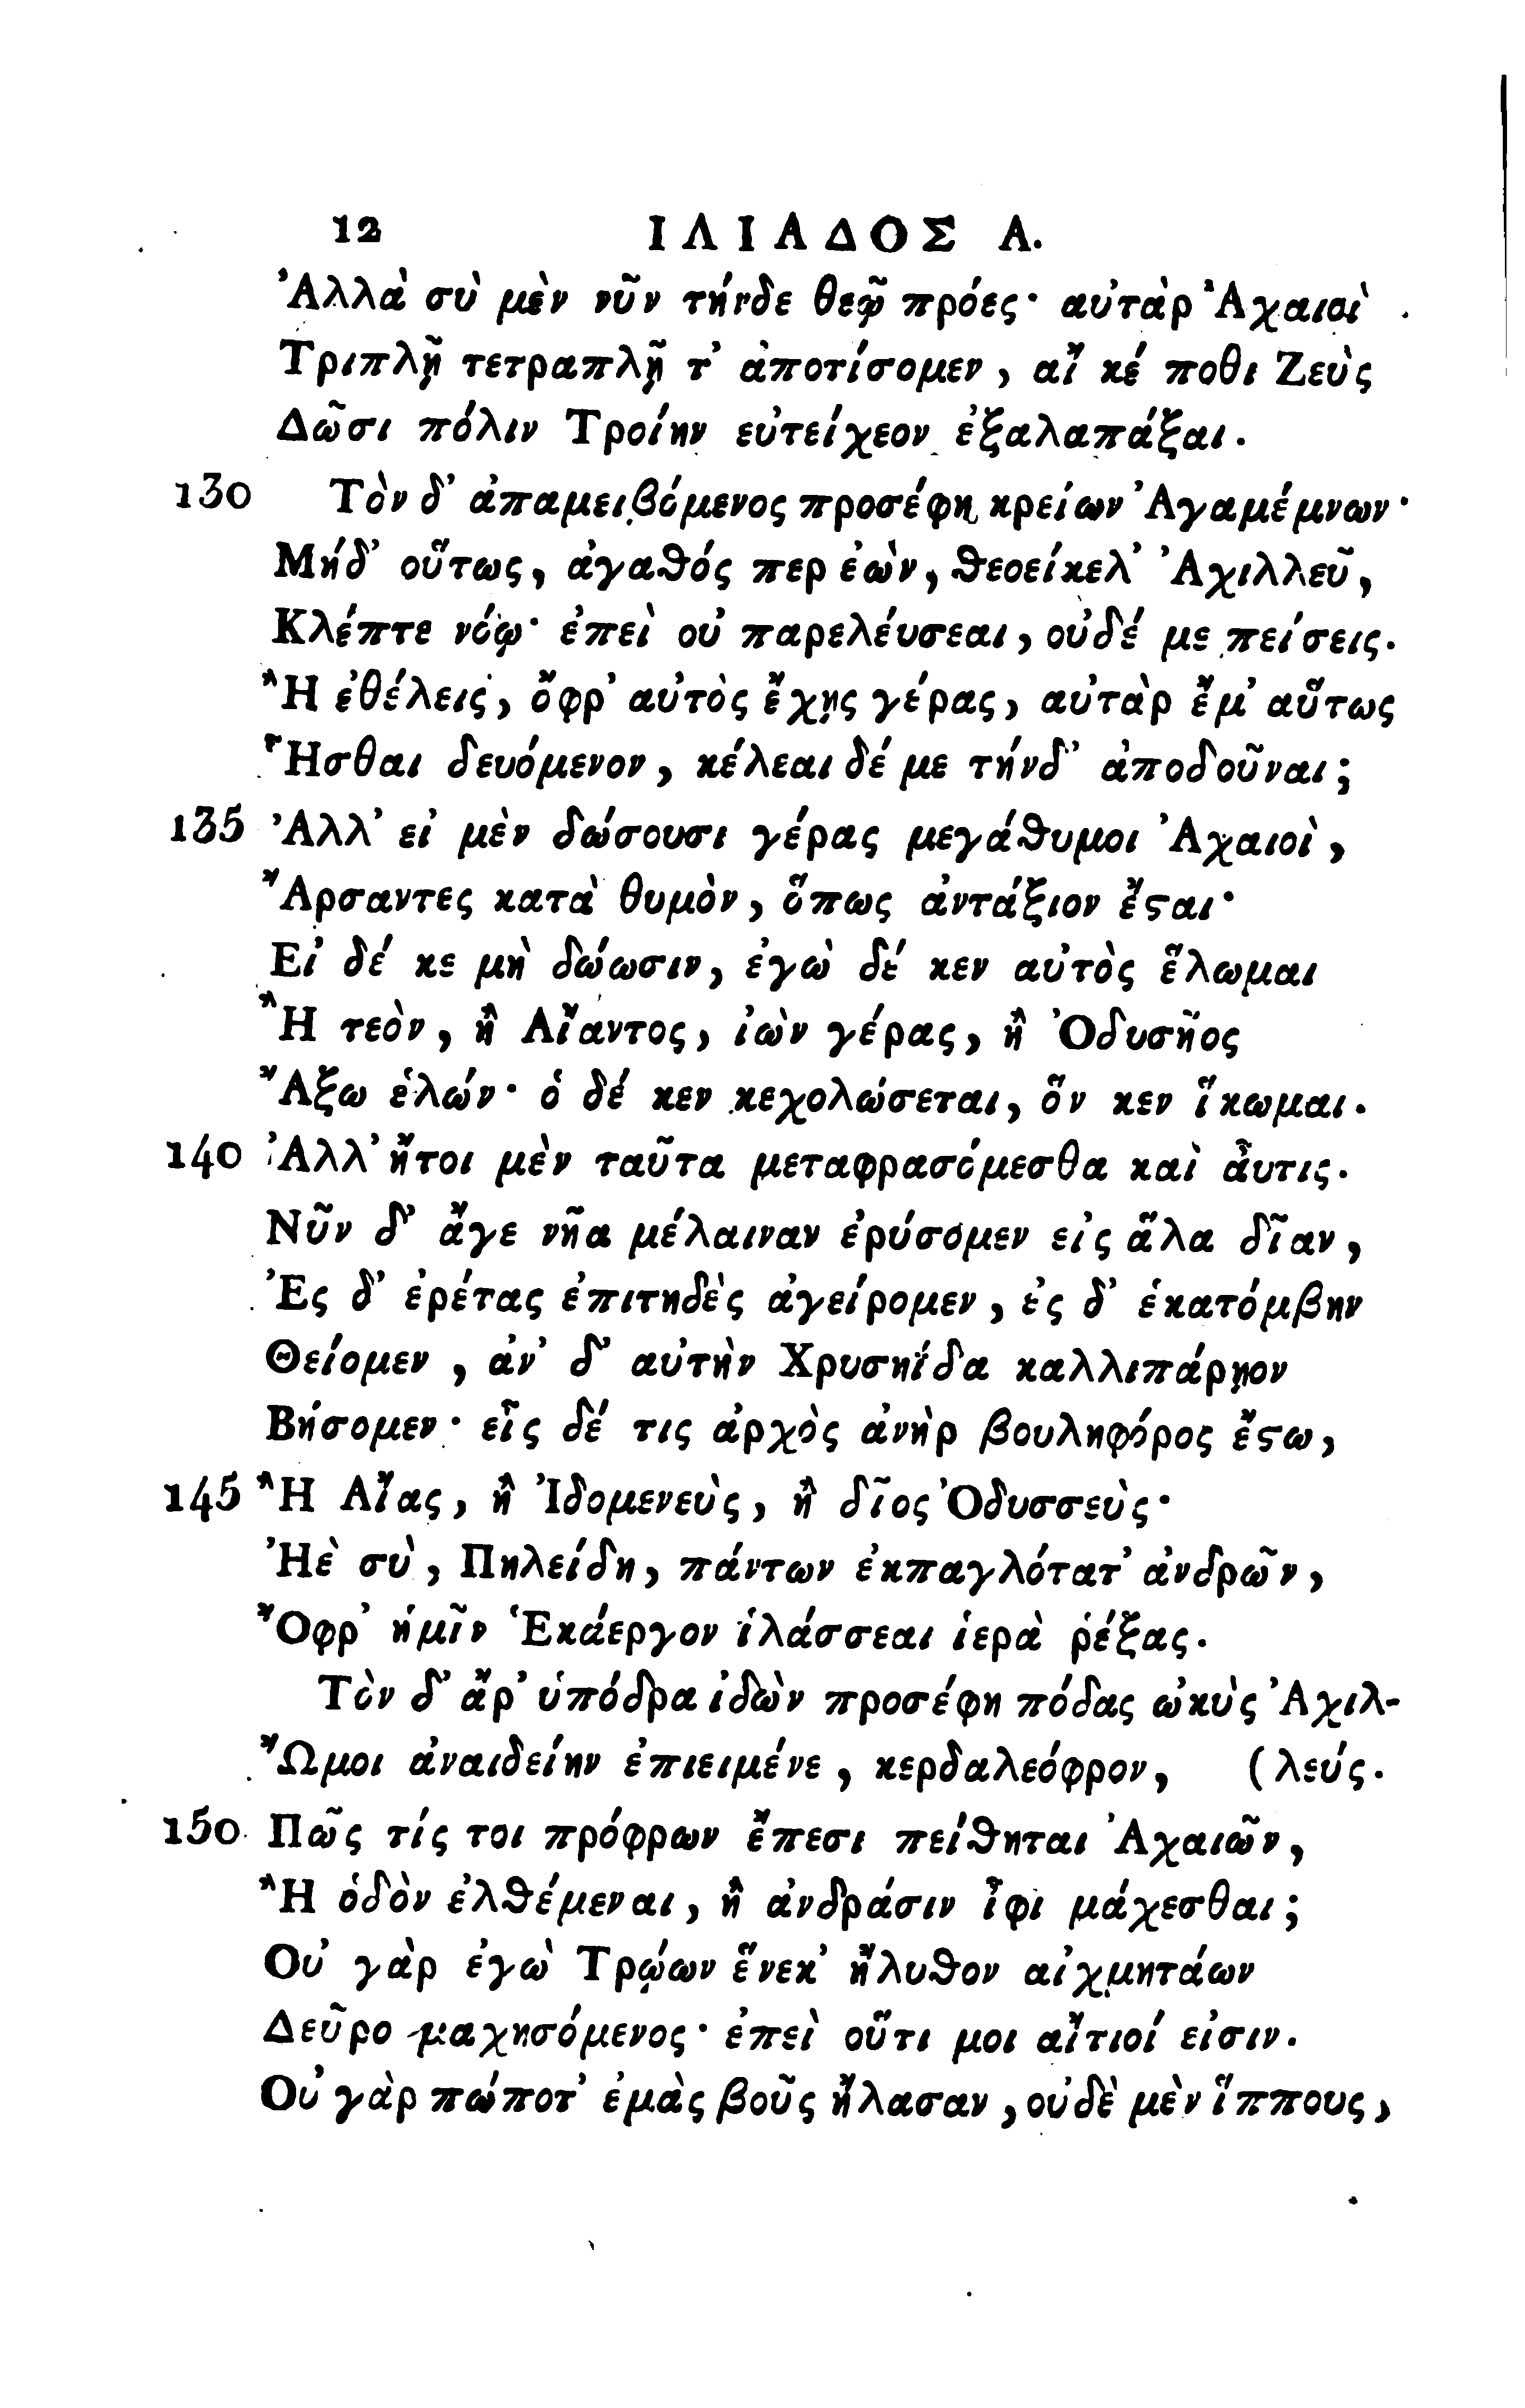 12 ΙΛΙΑΔΟΣ Α.
Ἀλλὰ σὺ μὲν νῦν τήνδε θεῷ πρόες· αὐτὰρ Ἀχαιοὶ
Τριπλῇ τετραπλῇ τ' ἀποτίσομεν, αἴ κέ ποθι Ζεὺς
Δῶσι πόλιν Τροίην εὐτείχεον ἐξαλαπάξαι.
130 Τὸν δ' ἀπαμειβόμενος προσέφη κρείων Ἀγαμέμνων·
Μήδ' οὕτως, ἀγαθός περ ἐὼν, θεοείκελ' Ἀχιλλεῦ,
Κλέπτε νόῳ· ἐπεὶ οὐ παρελέυσεαι, οὐδέ με πείσεις.
Ἢ ἐθέλεις, ὄφρ' αὐτὸς ἔχῃς γέρας, αὐτὰρ ἔμ' αὕτως
Ἧσθαι δευόμενον, κέλεαι δέ με τήνδ' ἀποδοῦναι;
135 Ἀλλ' εἰ μὲν δώσουσι γέρας μεγάθυμοι Ἀχαιοὶ,
Ἄρσαντες κατὰ θυμὸν, ὅπως ἀντάξιον ἔϛαι·
Εἰ δέ κε μὴ δώωσιν, ἐγὼ δέ κεν αὐτὸς ἕλωμαι
Ἢ τεὸν, ἢ Αἴαντος, ἰὼν γέρας, ἢ Ὀδυσῆος
Ἄξω ἑλών· ὁ δέ κεν κεχολώσεται, ὅν κεν ἵκωμαι.
140 Ἀλλ' ἤτοι μὲν ταῦτα μεταφρασόμεσθα καὶ ἆυτις.
Νῦν δ' ἄγε νῆα μέλαιναν ἐρύσομεν εἰς ἅλα δῖαν,
Ἐς δ' ἐρέτας ἐπιτηδὲς ἀγείρομεν, ἐς δ' ἑκατόμβην
Θείομεν, ἀν' δ' αὐτὴν Χρυσηΐδα καλλιπάρῃον
Βήσομεν· εἷς δέ τις ἀρχὸς ἀνὴρ βουληφόρος ἔϛω,
145 Ἢ Αἴας, ἢ Ἰδομενεὺς, ἢ δῖος Ὀδυσσεὺς·
Ἠὲ σὺ, Πηλείδη, πάντων ἐκπαγλότατ' ἀνδρῶν,
Ὄφρ' ἡμῖν Ἑκάεργον ἱλάσσεαι ἱερὰ ῥέξας.
Τὸν δ' ἄρ' ὑπόδρα ἰδὼν προσέφη πόδας ὠκὺς Ἀχιλ-
Ὤμοι ἀναιδείην ἐπιειμένε, κερδαλεόφρον, (λεύς.
150 Πῶς τίς τοι πρόφρων ἔπεσι πείθηται Ἀχαιῶν,
Ἢ ὁδὸν ἐλθέμεναι, ἢ ἀνδράσιν ἶφι μάχεσθαι;
Οὐ γὰρ ἐγὼ Τρώων ἕνεκ' ἤλυθον αἰχμητάων
Δεῦρο μαχησόμενος· ἐπεὶ οὔτι μοι αἴτιοί εἰσιν.
Οὐ γὰρ πώποτ' ἐμὰς βοῦς ἤλασαν, οὐδὲ μὲν ἵππους,